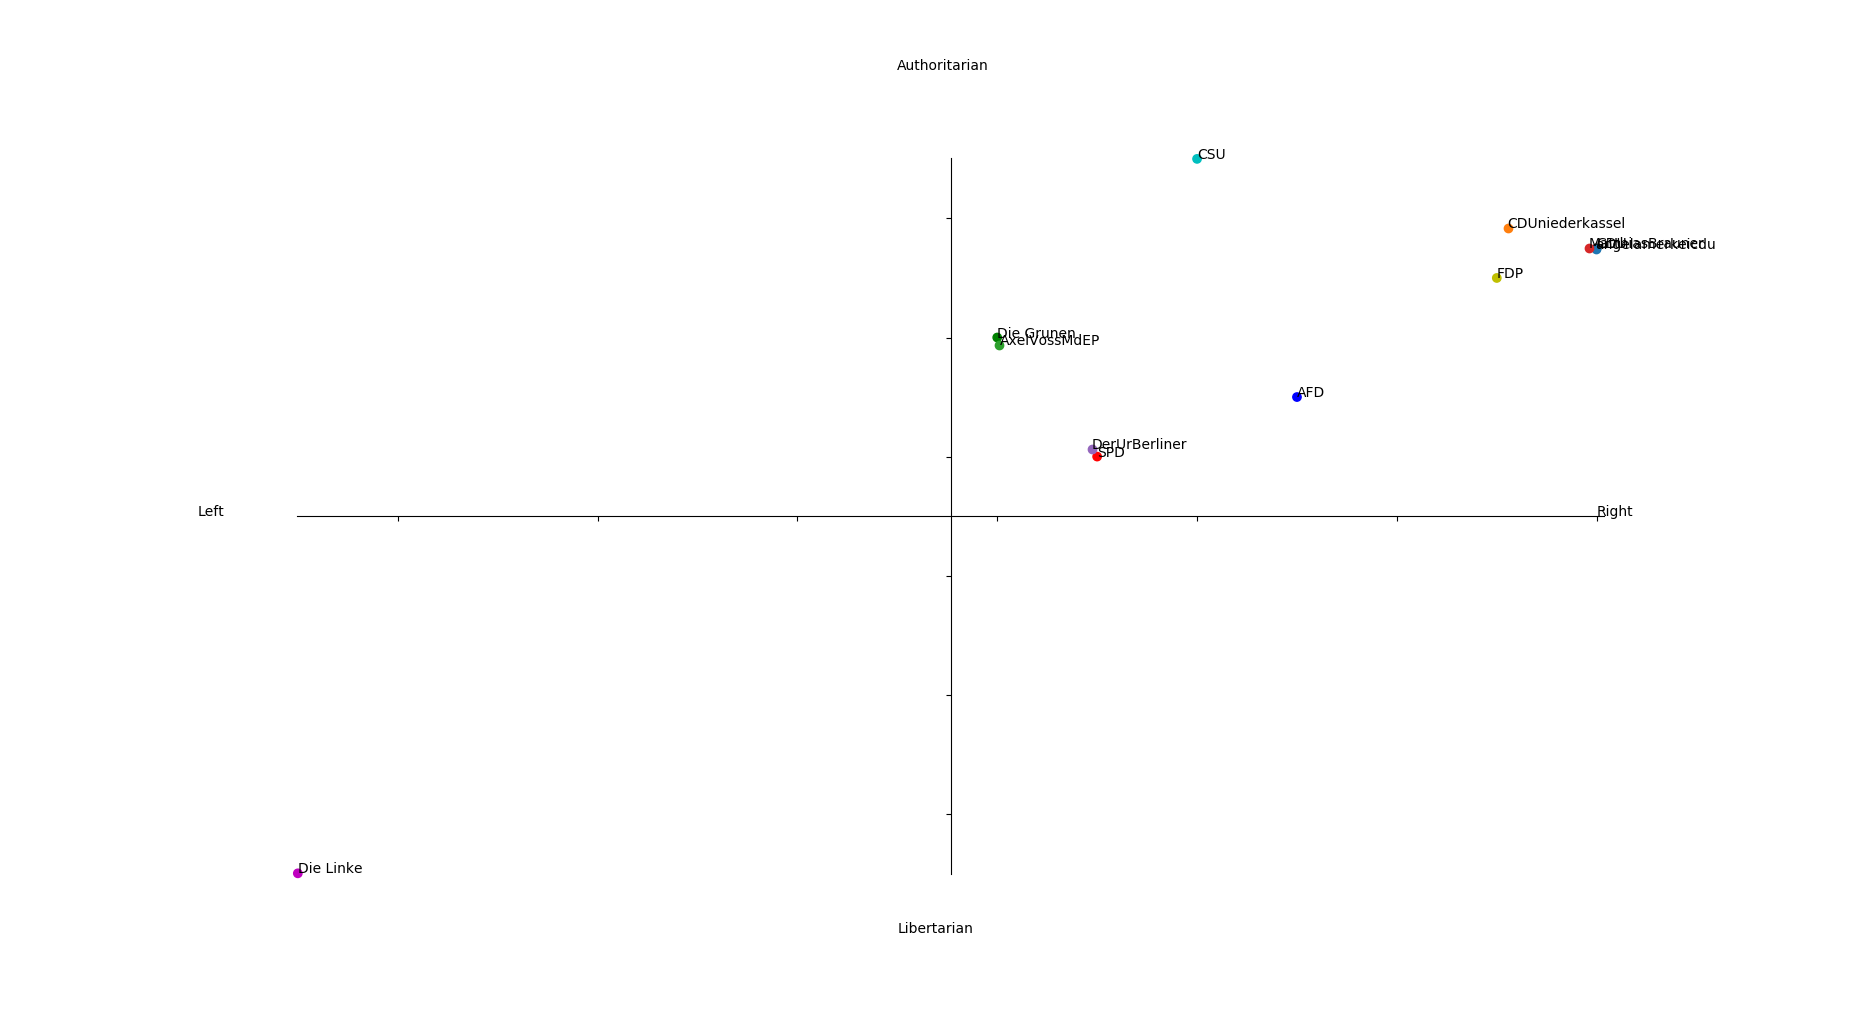 Authoritarian
CSU
CDUniederkassel
FDP
Die Grunen
AxelVossMdEP
AFD
DerUrBerliner
SPD
Left
Right
Die Linke
Libertarian